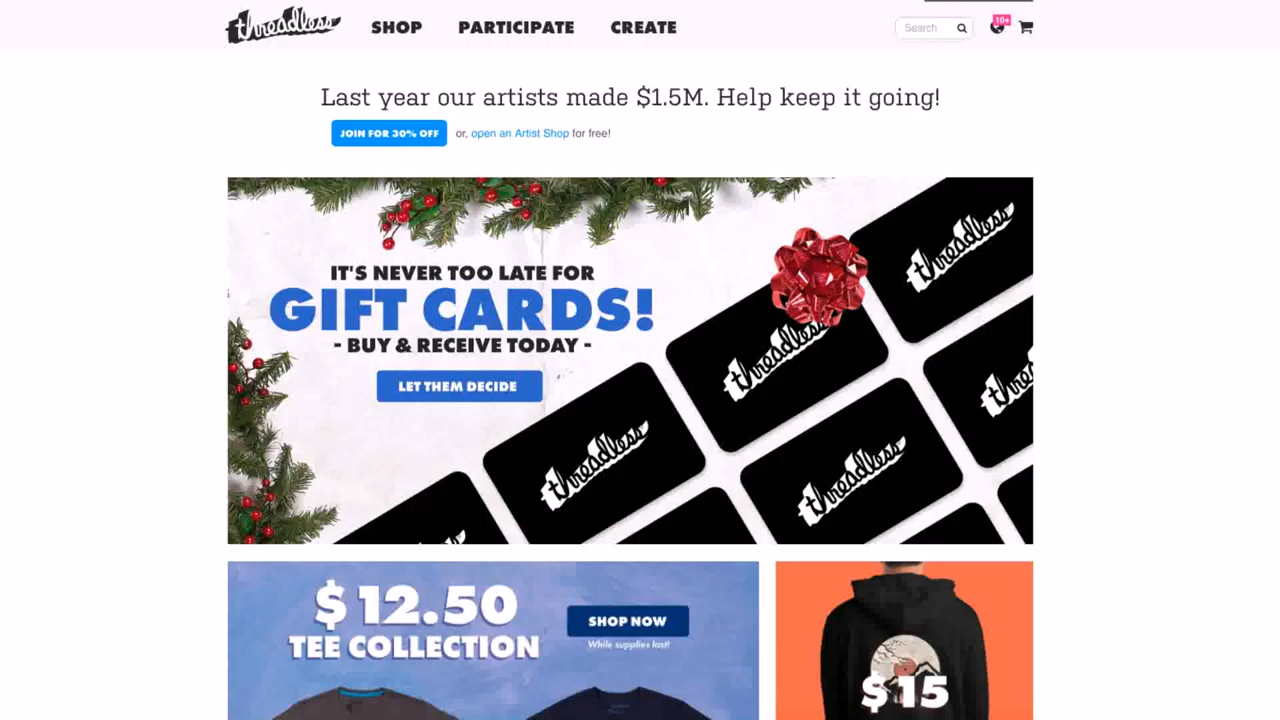 threadless
SHOP PARTICIPATE CREATE
Search
10+
Last year our artists made $1.5M. Help keep it going!
JOIN FOR 30% OFF or, open an Artist Shop for free!
IT'S NEVER TOO LATE FOR
GIFT CARDS!
- BUY & RECEIVE TODAY -
LET THEM DECIDE
threadless
threadless
threadless
threadless
$12.50
TEE COLLECTION
SHOP NOW
While supplies last!
$15